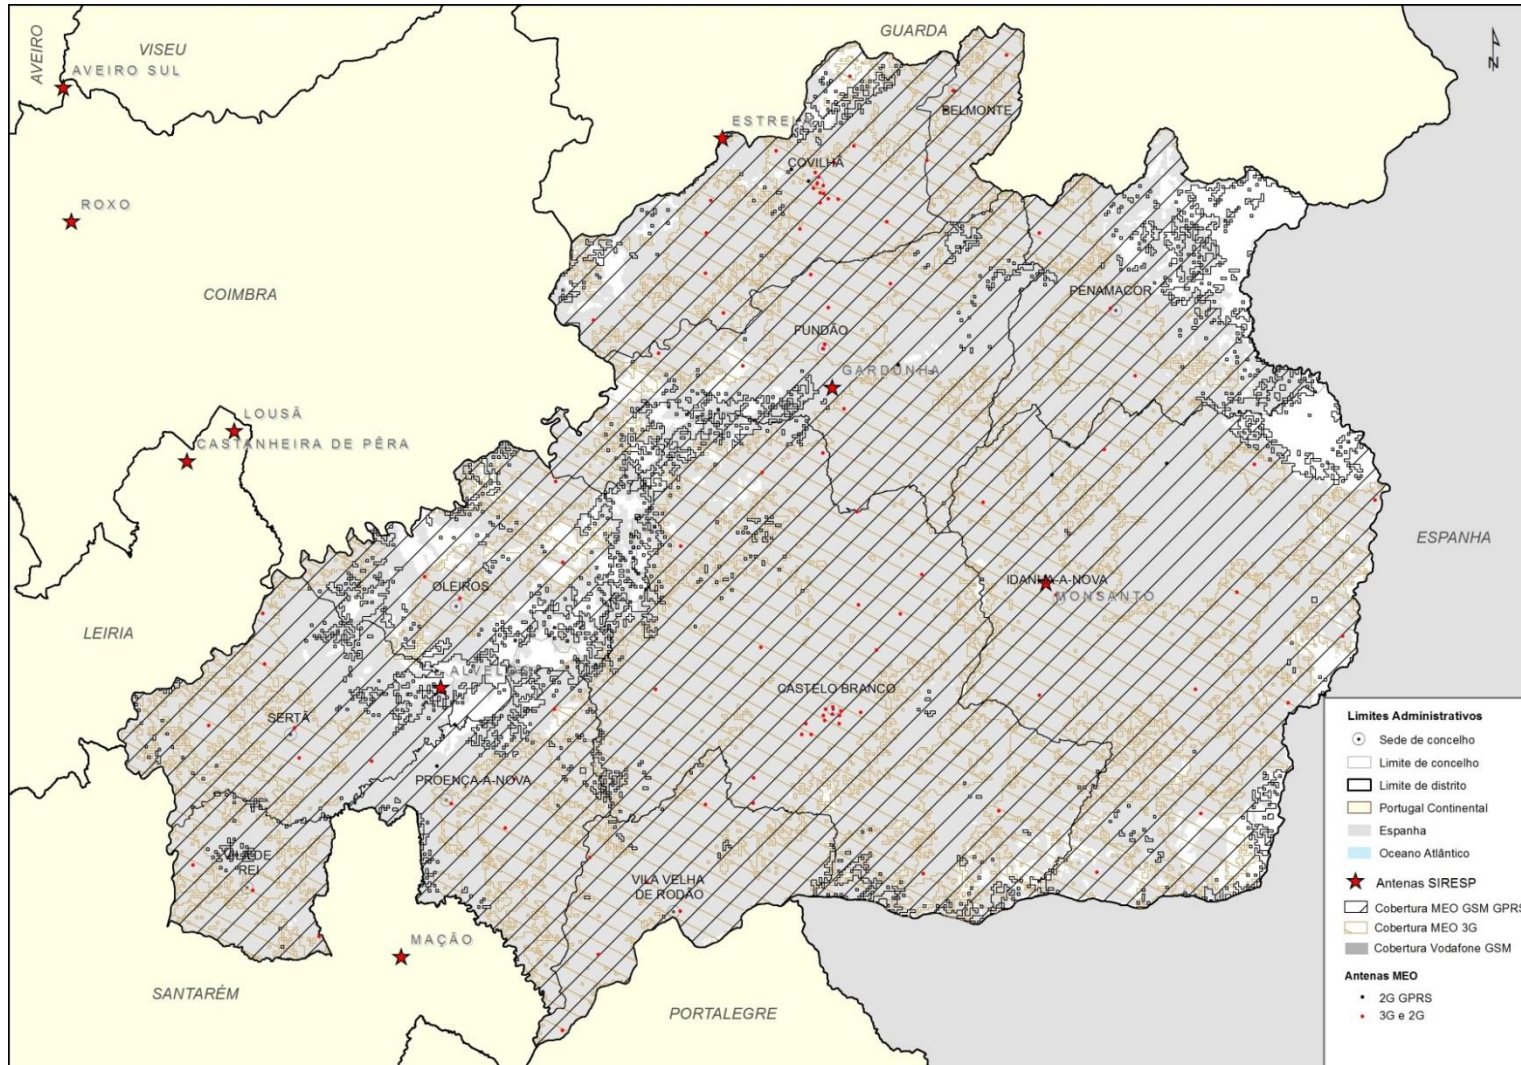 AVEIRO
VISEU
AVEIRO SUL
GUARDA
BELMONTE
ESTRELA
COVILHÃ
ROXO
COIMBRA
PENAMACOR
FUNDÃO
GARDUNHA
LOUSÃ
CASTANHEIRA DE PÊRA
ESPANHA
OLEIROS
IDANHA-A-NOVA
MONSANTO
LEIRIA
CASTELO BRANCO
SERTÃ
PROENÇA-A-NOVA
VILA DE
REI
VILA VELHA
DE RODÃO
MAÇÃO
SANTARÉM
PORTALEGRE
Limites Administrativos
Sede de concelho
Limite de concelho
Limite de distrito
Portugal Continental
Espanha
Oceano Atlântico
Antenas SIRESP
Cobertura MEO GSM GPRS
Cobertura MEO 3G
Cobertura Vodafone GSM
Antenas MEO
2G GPRS
3G e 2G